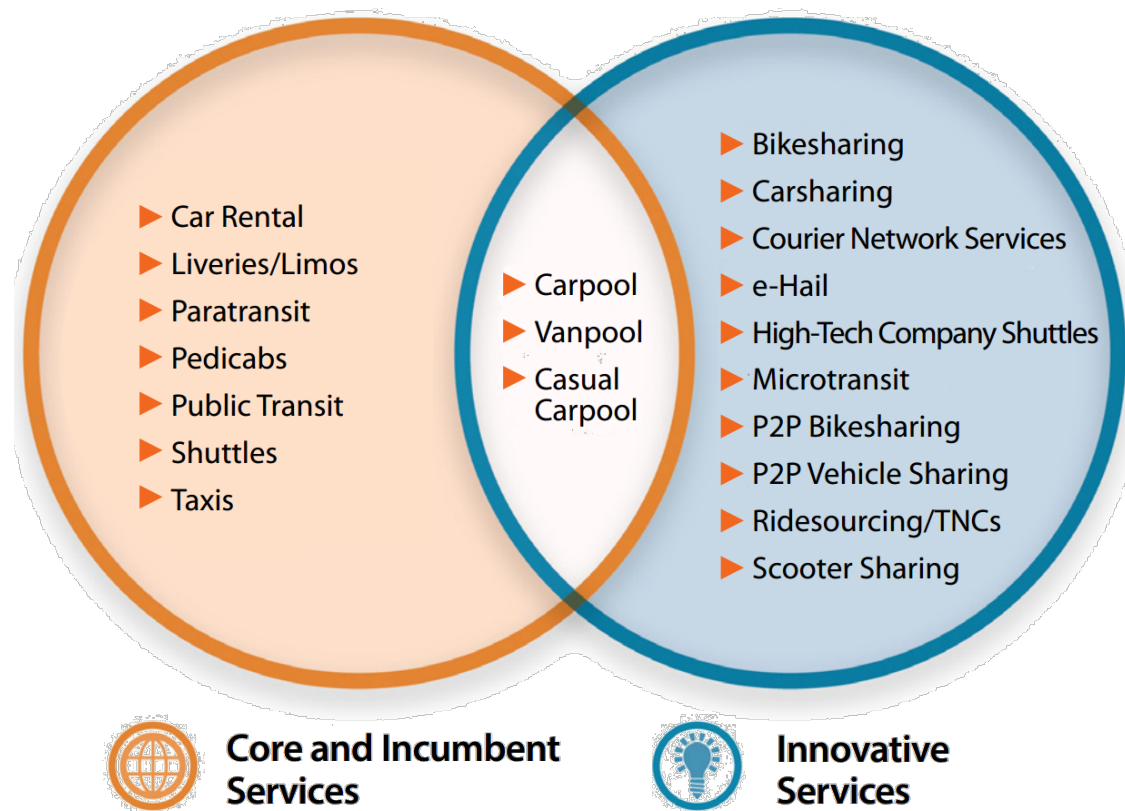 Car Rental
Liveries/Limos
Paratransit
Pedicabs
Public Transit
Shuttles
Taxis
Carpool
Vanpool
Casual
Carpool
Bikesharing
Carsharing
Courier Network Services
e-Hail
High-Tech Company Shuttles
Microtransit
P2P Bikesharing
P2P Vehicle Sharing
Ridesourcing/TNCs
Scooter Sharing
Core and Incumbent
Services
Innovative
Services